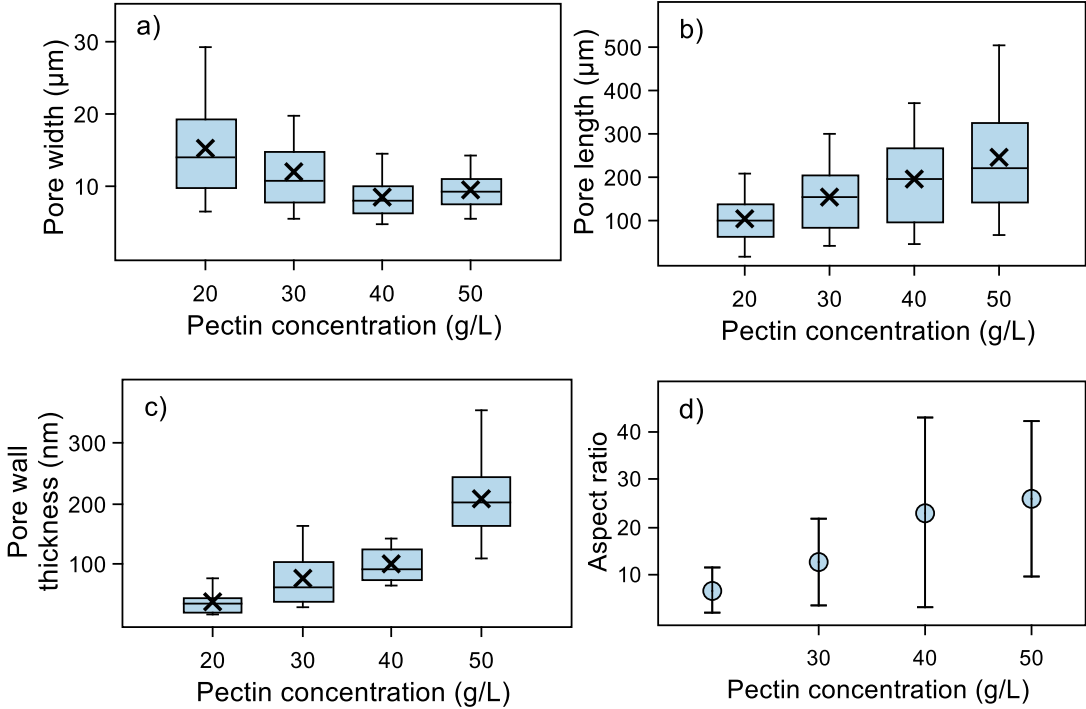 a)
Pore width (µm)
30
20
10
20 30 40 50
Pectin concentration (g/L)
b)
Pore length (µm)
500
400
300
200
100
20 30 40 50
Pectin concentration (g/L)
c)
Pore wall
thickness (nm)
300
200
100
20 30 40 50
Pectin concentration (g/L)
d)
Aspect ratio
40
30
20
10
30 40 50
Pectin concentration (g/L)